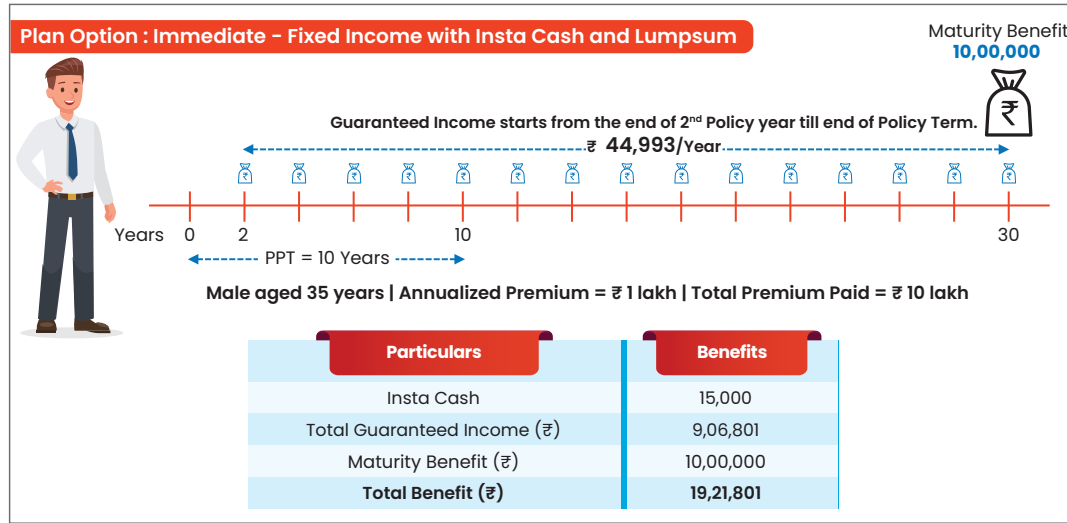 Plan Option : Immediate - Fixed Income with Insta Cash and Lumpsum
Maturity Benefit
10,00,000
₹
Guaranteed Income starts from the end of 2nd Policy year till end of Policy Term.
₹ 44,993/Year
₹ ₹ ₹ ₹ ₹ ₹ ₹ ₹ ₹ ₹ ₹ ₹ ₹ ₹ ₹
Years 0 2 10 30
PPT = 10 Years
Male aged 35 years | Annualized Premium = ₹ 1 lakh | Total Premium Paid = ₹ 10 lakh
Particulars Benefits
Insta Cash 15,000
Total Guaranteed Income (₹) 9,06,801
Maturity Benefit (₹) 10,00,000
Total Benefit (₹) 19,21,801